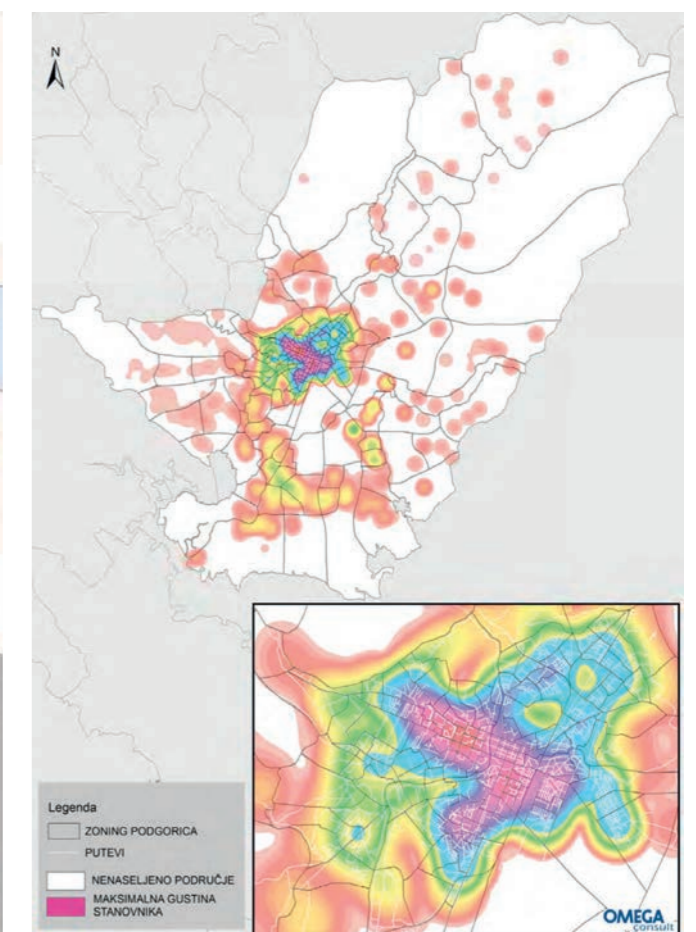 N
Legenda
ZONING PODGORICA
PUTEVI
NENASELJENO PODRUČJE
MAKSIMALNA GUSTINA
STANOVNIKA
OMEGA
consult